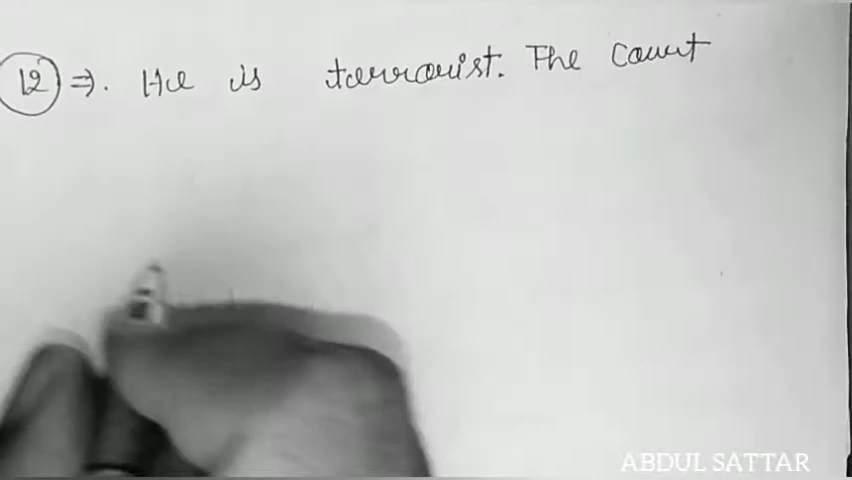 12 ⇒. He is terrorist. The Court
ABDUL SATTAR